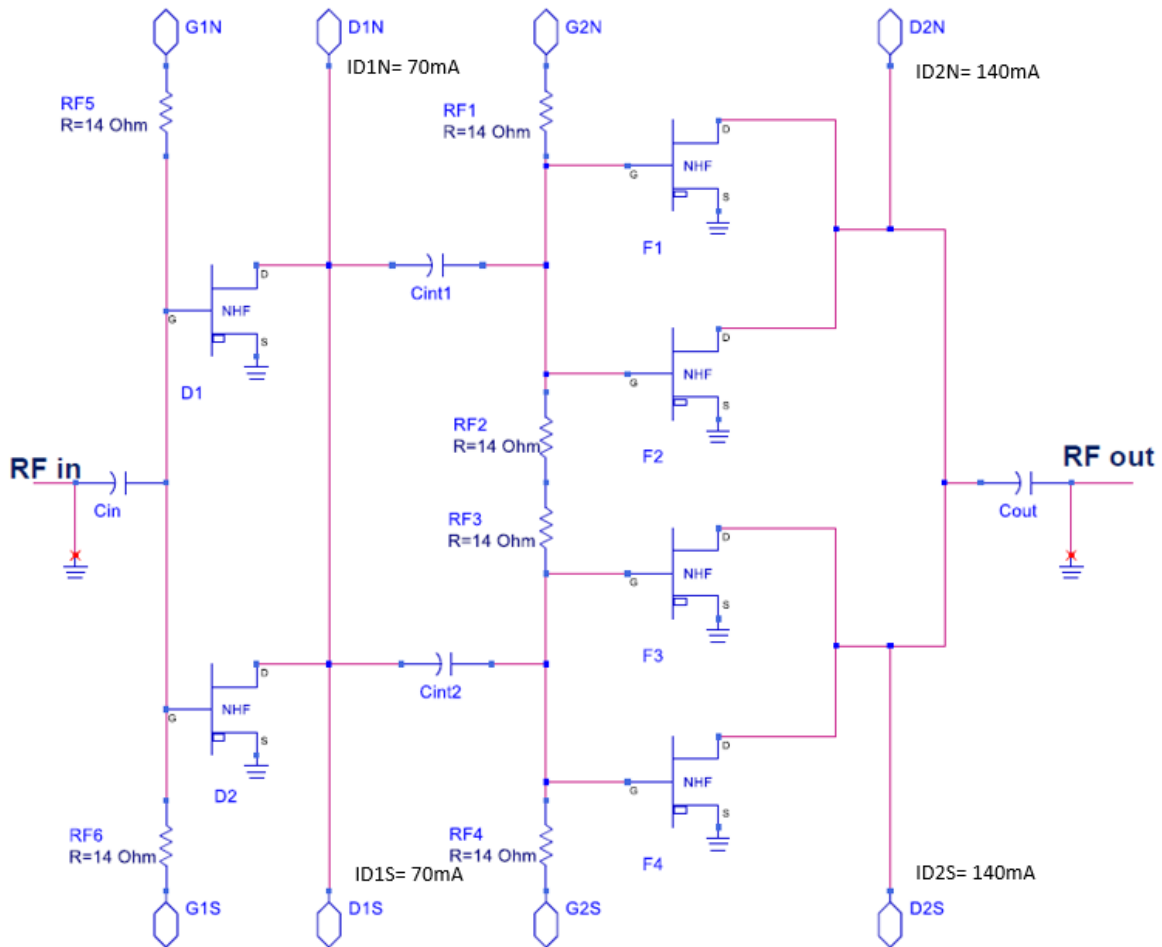 G1N
D1N
G2N
D2N
ID1N= 70mA
ID2N= 140mA
RF5
R=14 Ohm
RF1
R=14 Ohm
D
NHF
G
S
F1
D
NHF
G
S
D1
Cint1
D
NHF
G
S
F2
RF2
R=14 Ohm
RF in
Cin
RF3
R=14 Ohm
RF out
Cout
D
NHF
G
S
F3
D
NHF
G
S
D2
Cint2
D
NHF
G
S
F4
RF6
R=14 Ohm
RF4
R=14 Ohm
ID1S= 70mA
ID2S= 140mA
G1S
D1S
G2S
D2S